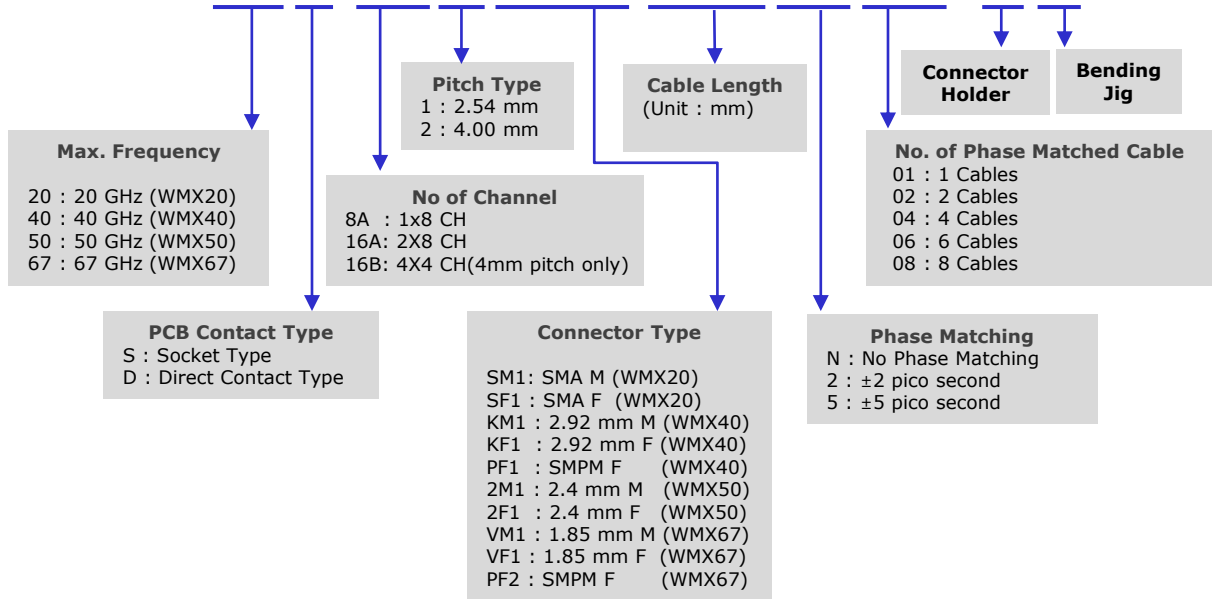 Connector
Holder
Bending
Jig
Pitch Type
1 : 2.54 mm
2 : 4.00 mm
Cable Length
(Unit : mm)
Max. Frequency
20 : 20 GHz (WMX20)
40 : 40 GHz (WMX40)
50 : 50 GHz (WMX50)
67 : 67 GHz (WMX67)
No of Channel
8A : 1x8 CH
16A: 2X8 CH
16B: 4X4 CH(4mm pitch only)
No. of Phase Matched Cable
01 : 1 Cables
02 : 2 Cables
04 : 4 Cables
06 : 6 Cables
08 : 8 Cables
PCB Contact Type
S : Socket Type
D : Direct Contact Type
Connector Type
SM1: SMA M (WMX20)
SF1 : SMA F (WMX20)
KM1 : 2.92 mm M (WMX40)
KF1 : 2.92 mm F (WMX40)
PF1 : SMPM F (WMX40)
2M1 : 2.4 mm M (WMX50)
2F1 : 2.4 mm F (WMX50)
VM1 : 1.85 mm M (WMX67)
VF1 : 1.85 mm F (WMX67)
PF2 : SMPM F (WMX67)
Phase Matching
N : No Phase Matching
2 : ±2 pico second
5 : ±5 pico second